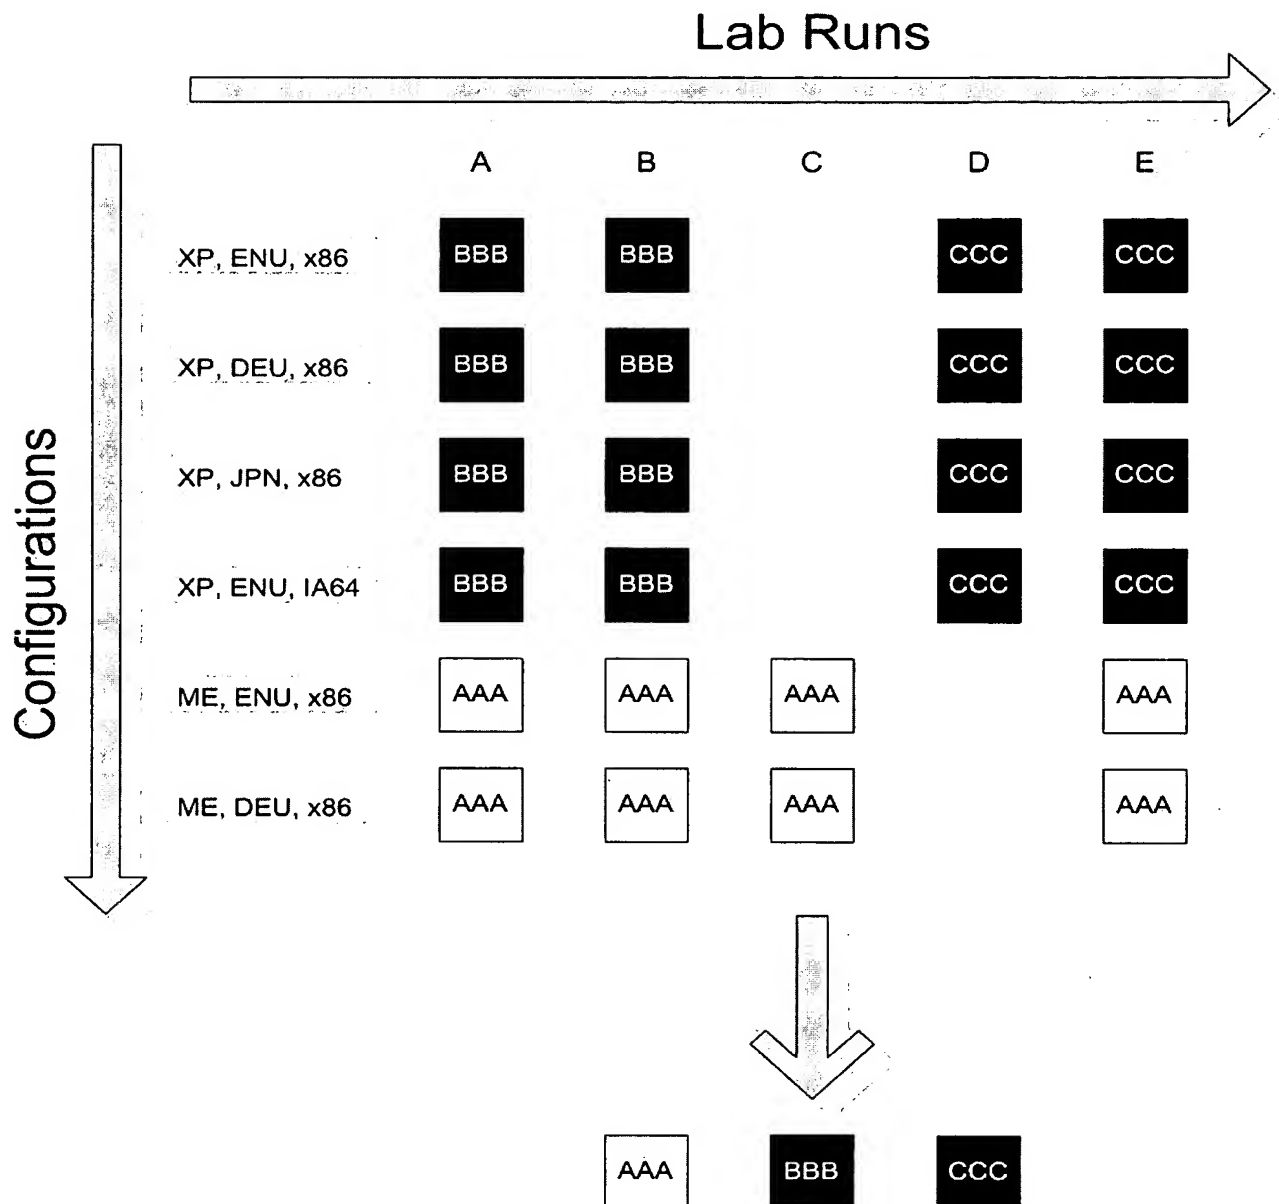 Lab Runs
A B C D E
Configurations
XP, ENU, x86 BBB BBB CCC CCC
XP, DEU, x86 BBB BBB CCC CCC
XP, JPN, x86 BBB BBB CCC CCC
XP, ENU, IA64 BBB BBB CCC CCC
ME, ENU, x86 AAA AAA AAA AAA
ME, DEU, x86 AAA AAA AAA AAA
AAA BBB CCC